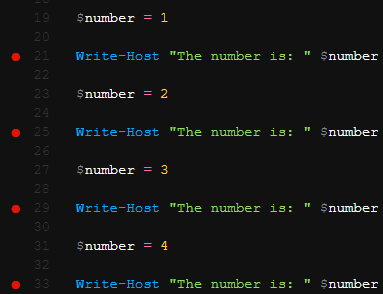 19 $number = 1
20
21 Write-Host "The number is: " $number
22
23 $number = 2
24
25 Write-Host "The number is: " $number
26
27 $number = 3
28
29 Write-Host "The number is: " $number
30
31 $number = 4
32
33 Write-Host "The number is: " $number